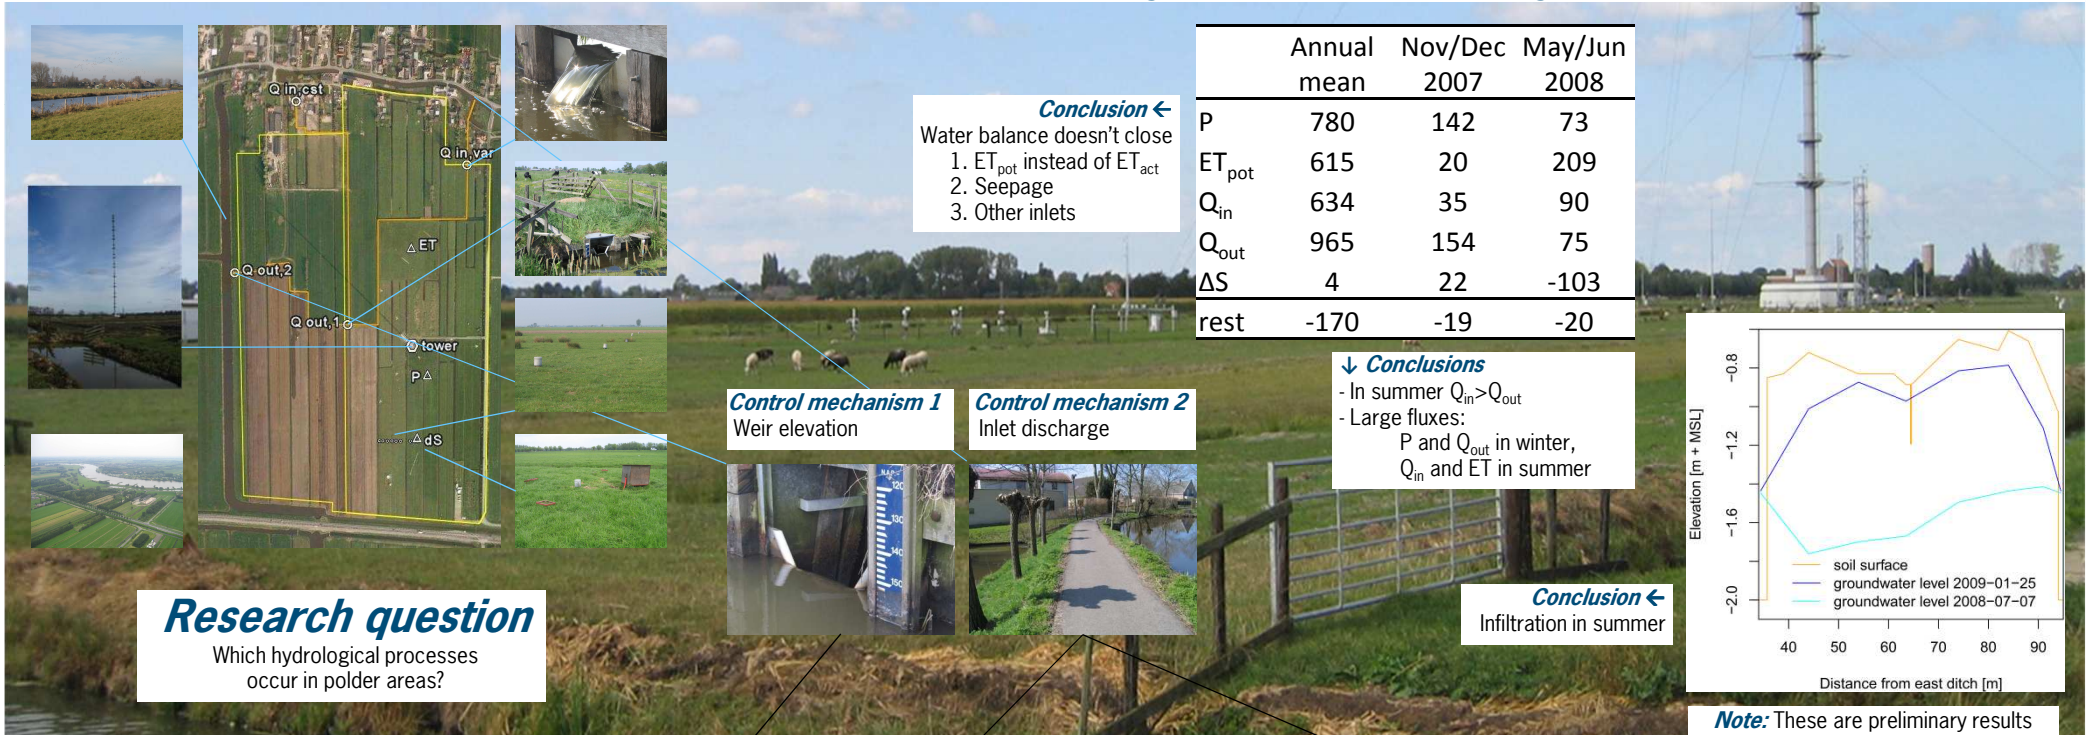 Q in,cst
Q in,var
ET
Q out,2
Q out,1
tower
P
dS
Research question
Which hydrological processes
occur in polder areas?
Conclusion ←
Water balance doesn't close
1. ETpot instead of ETact
2. Seepage
3. Other inlets
Annual mean Nov/Dec 2007 May/Jun 2008
P 780 142 73
ETpot 615 20 209
Qin 634 35 90
Qout 965 154 75
ΔS 4 22 -103
rest -170 -19 -20
↓ Conclusions
- In summer Qin>Qout
- Large fluxes:
P and Qout in winter,
Qin and ET in summer
Control mechanism 1
Weir elevation
Control mechanism 2
Inlet discharge
N.A.P.
120
130
140
150
Conclusion ←
Infiltration in summer
Elevation [m + MSL]
-0.8
-1.2
-1.6
-2.0
soil surface
groundwater level 2009-01-25
groundwater level 2008-07-07
40 50 60 70 80 90
Distance from east ditch [m]
Note: These are preliminary results